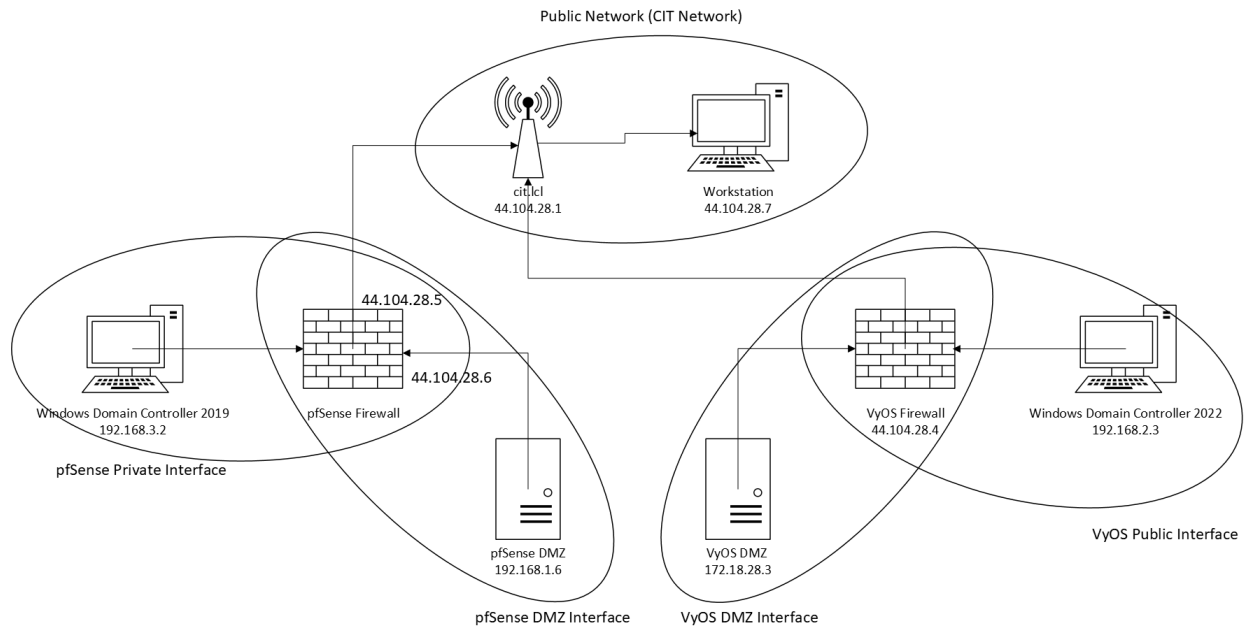 Public Network (CIT Network)
cit.lcl
44.104.28.1
Workstation
44.104.28.7
44.104.28.5
44.104.28.6
Windows Domain Controller 2019
192.168.3.2
pfSense Firewall
VyOS Firewall
44.104.28.4
Windows Domain Controller 2022
192.168.2.3
pfSense Private Interface
VyOS Public Interface
pfSense DMZ
192.168.1.6
VyOS DMZ
172.18.28.3
pfSense DMZ Interface
VyOS DMZ Interface